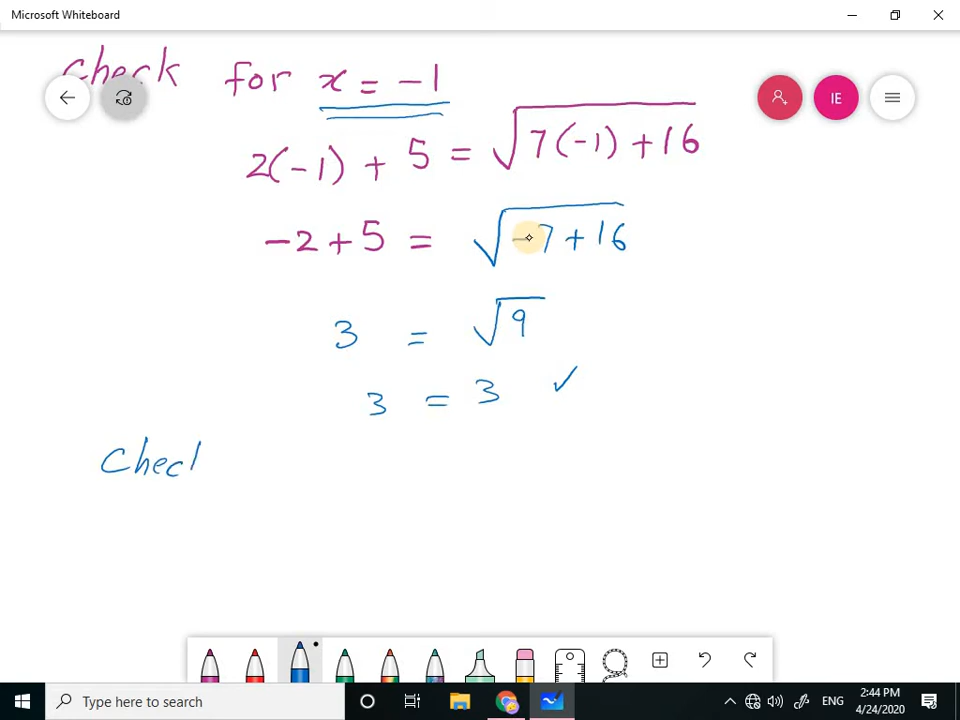 Microsoft Whiteboard
Check for x = -1
IE
2(-1) + 5 = √7(-1)+16
-2+5 = √-7+16
3 = √9
3 = 3 ✓
Chec
Type here to search
ENG
2:44 PM
4/24/2020